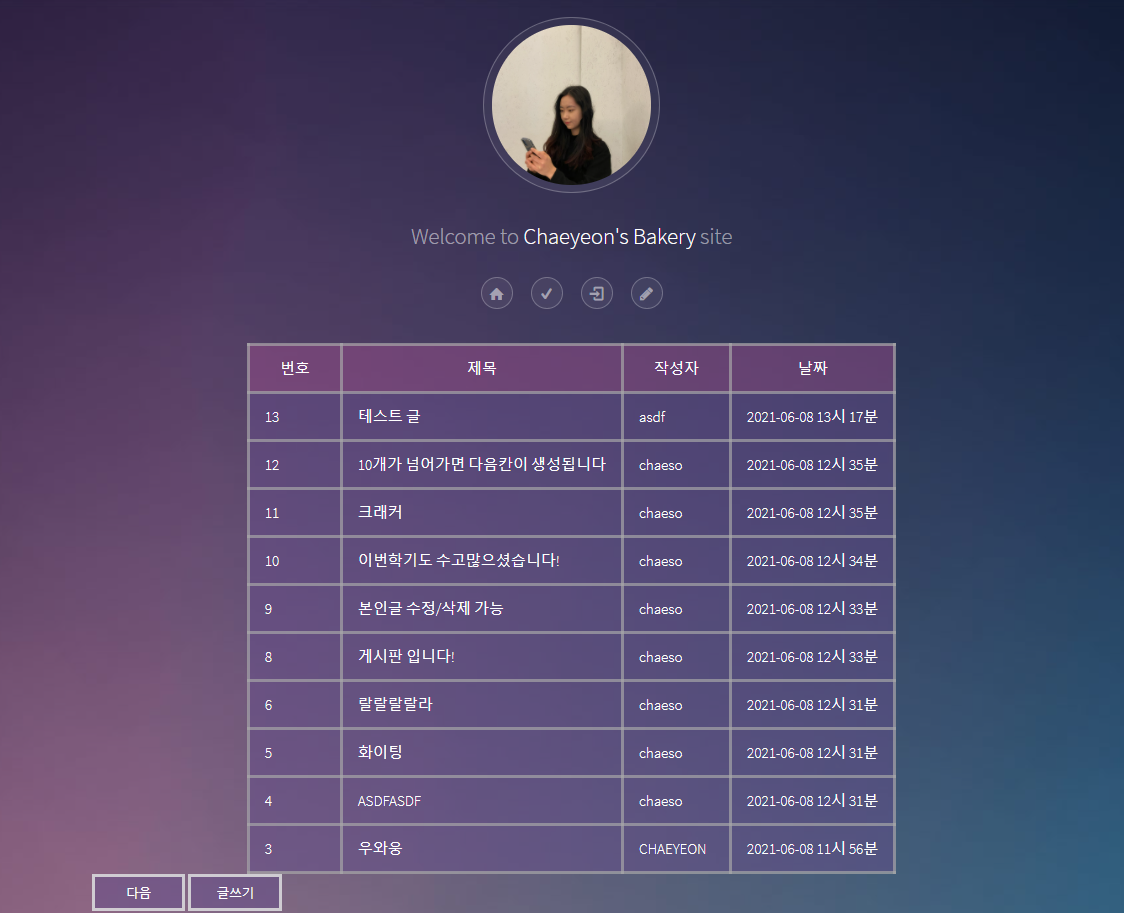 Welcome to Chaeyeon's Bakery site
번호 제목 작성자 날짜
13 테스트 글 asdf 2021-06-08 13시 17분
12 10개가 넘어가면 다음칸이 생성됩니다 chaeso 2021-06-08 12시 35분
11 크래커 chaeso 2021-06-08 12시 35분
10 이번학기도 수고많으셨습니다! chaeso 2021-06-08 12시 34분
9 본인글 수정/삭제 가능 chaeso 2021-06-08 12시 33분
8 게시판 입니다! chaeso 2021-06-08 12시 33분
6 랄랄랄랄라 chaeso 2021-06-08 12시 31분
5 화이팅 chaeso 2021-06-08 12시 31분
4 ASDFASDF chaeso 2021-06-08 12시 31분
3 우와웅 CHAEYEON 2021-06-08 11시 56분
다음 글쓰기